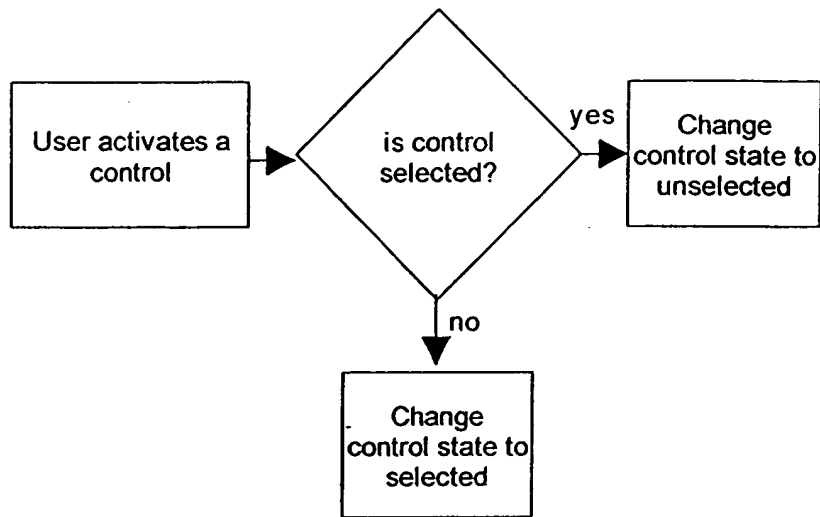 User activates a
control
is control
selected?
yes
Change
control state to
unselected
no
Change
control state to
selected